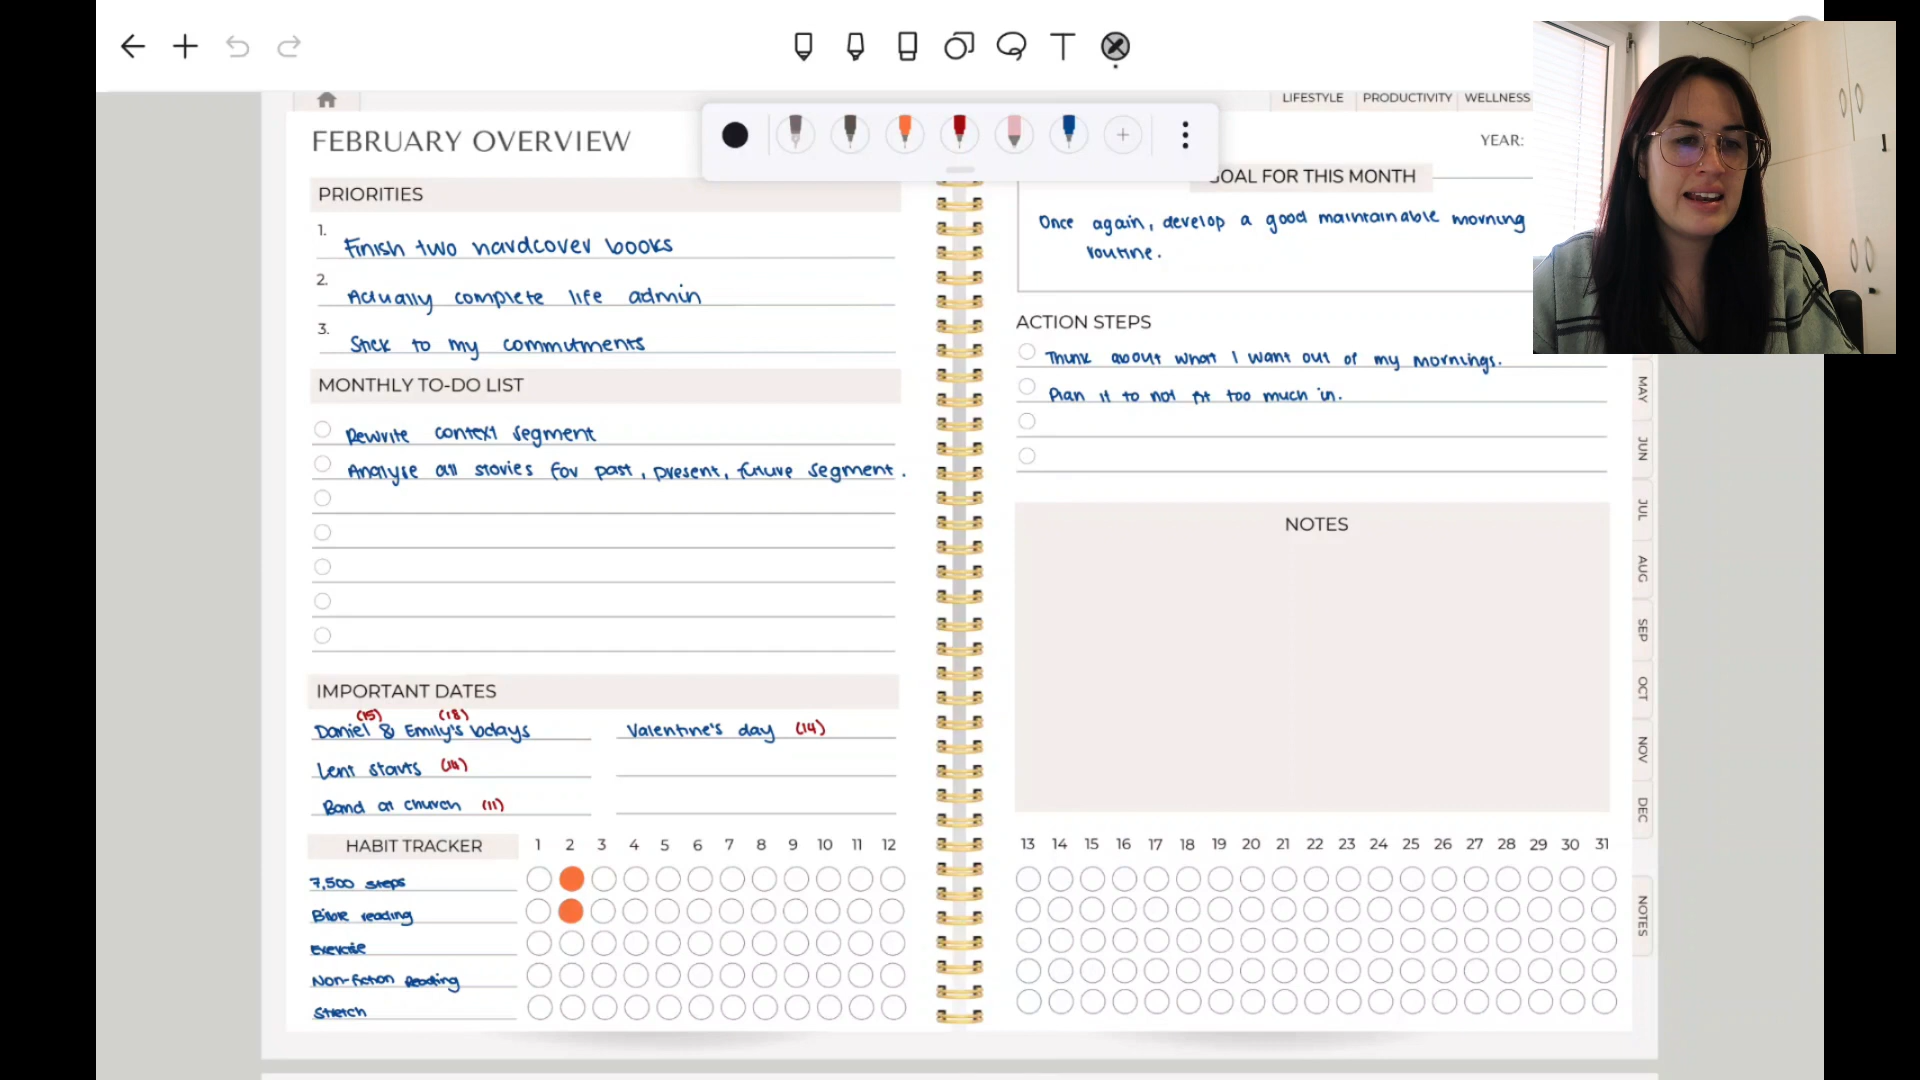 LIFESTYLE PRODUCTIVITY WELLNESS
FEBRUARY OVERVIEW
PRIORITIES
1. Finish two hardcover books
2. Actually complete life admin
3. Stick to my commitments
MONTHLY TO-DO LIST
Rewrite context segment
Analyse all stories for past, present, future segment.
IMPORTANT DATES
(15) (18)
Daniel & Emily's bdays
Lent starts (14)
Band at church (11)
Valentine's day (14)
HABIT TRACKER 1 2 3 4 5 6 7 8 9 10 11 12
7,500 steps
Bible reading
Exercise
Non-fiction Reading
Stretch
YEAR:
GOAL FOR THIS MONTH
Once again, develop a good maintainable morning
routine.
ACTION STEPS
Think about what I want out of my mornings.
Plan it to not fit too much in.
NOTES
13 14 15 16 17 18 19 20 21 22 23 24 25 26 27 28 29 30 31
MAY
JUN
JUL
AUG
SEP
OCT
NOV
DEC
NOTES